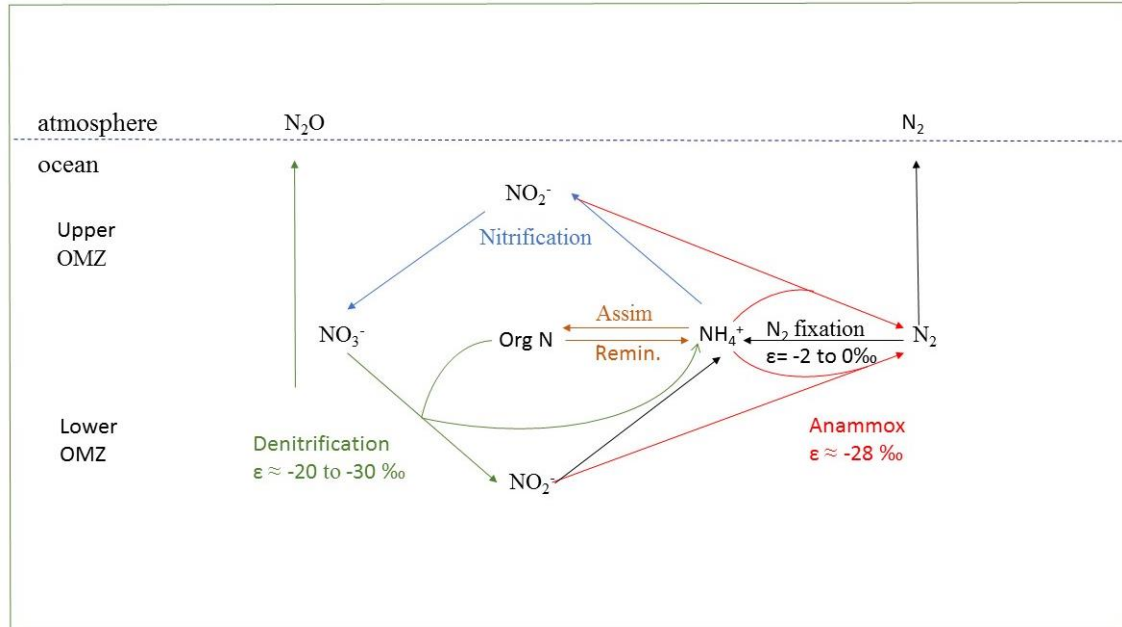 N₂O N₂
atmosphere
ocean
NO₂⁻
Upper
OMZ
Nitrification
Assim
NO₃⁻ Org N NH₄⁺ N₂ fixation N₂
Remin. ε= -2 to 0‰
Lower
OMZ
Denitrification
ε ≈ -20 to -30 ‰
Anammox
ε ≈ -28 ‰
NO₂⁻